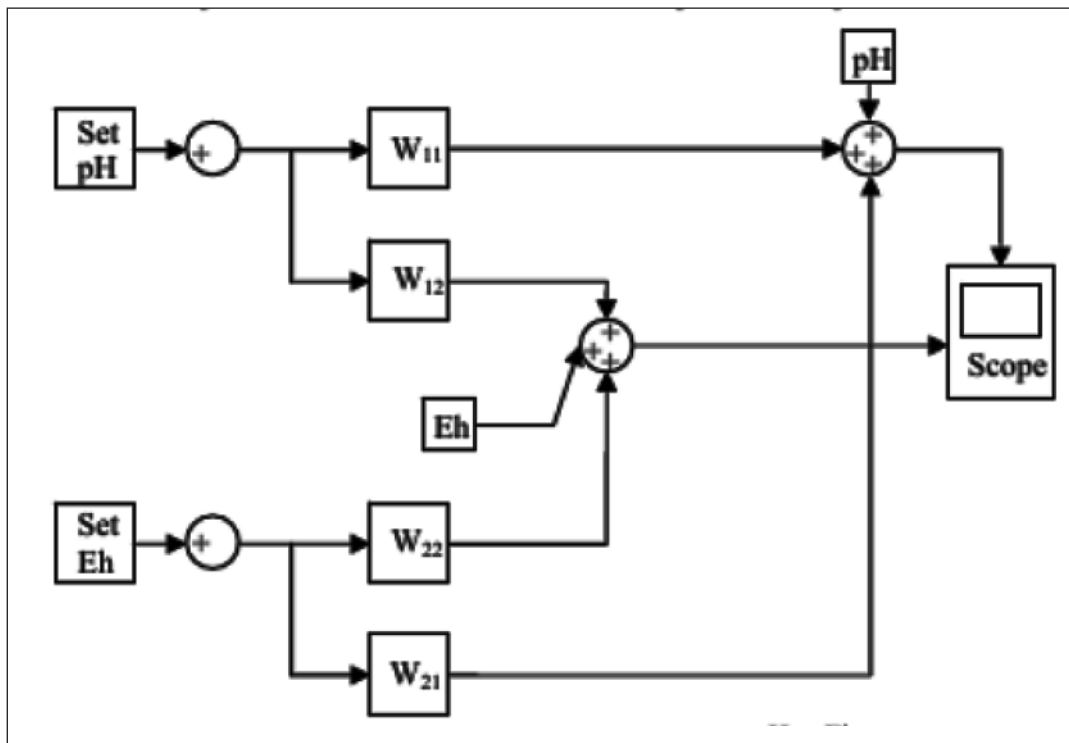 pH
Set
pH
+
W₁₁
+
+
+
W₁₂
+
+
+
Scope
Eh
Set
Eh
+
W₂₂
W₂₁